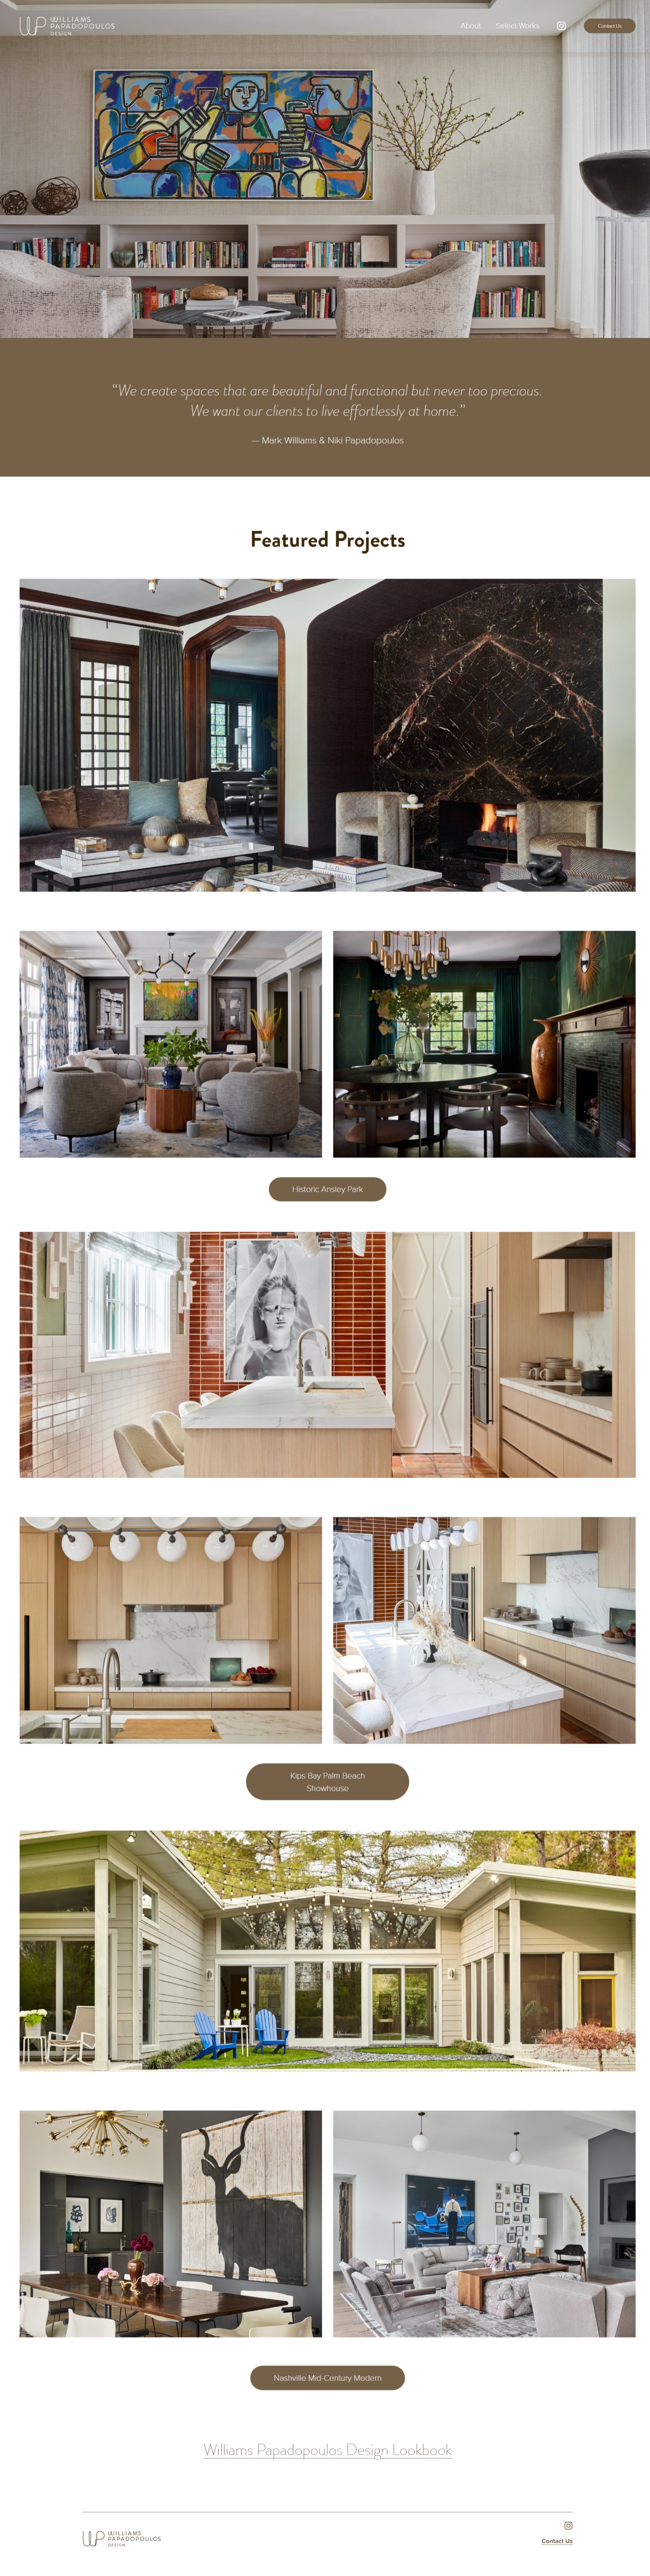 WILLIAMS
PAPADOPOULOS
DESIGN
About
Select Works
Contact Us
“We create spaces that are beautiful and functional but never too precious.
We want our clients to live effortlessly at home.”
— Mark Williams & Niki Papadopoulos
Featured Projects
Historic Ansley Park
Kips Bay Palm Beach
Showhouse
Nashville Mid-Century Modern
Williams Papadopoulos Design Lookbook
WILLIAMS
PAPADOPOULOS
DESIGN
Contact Us